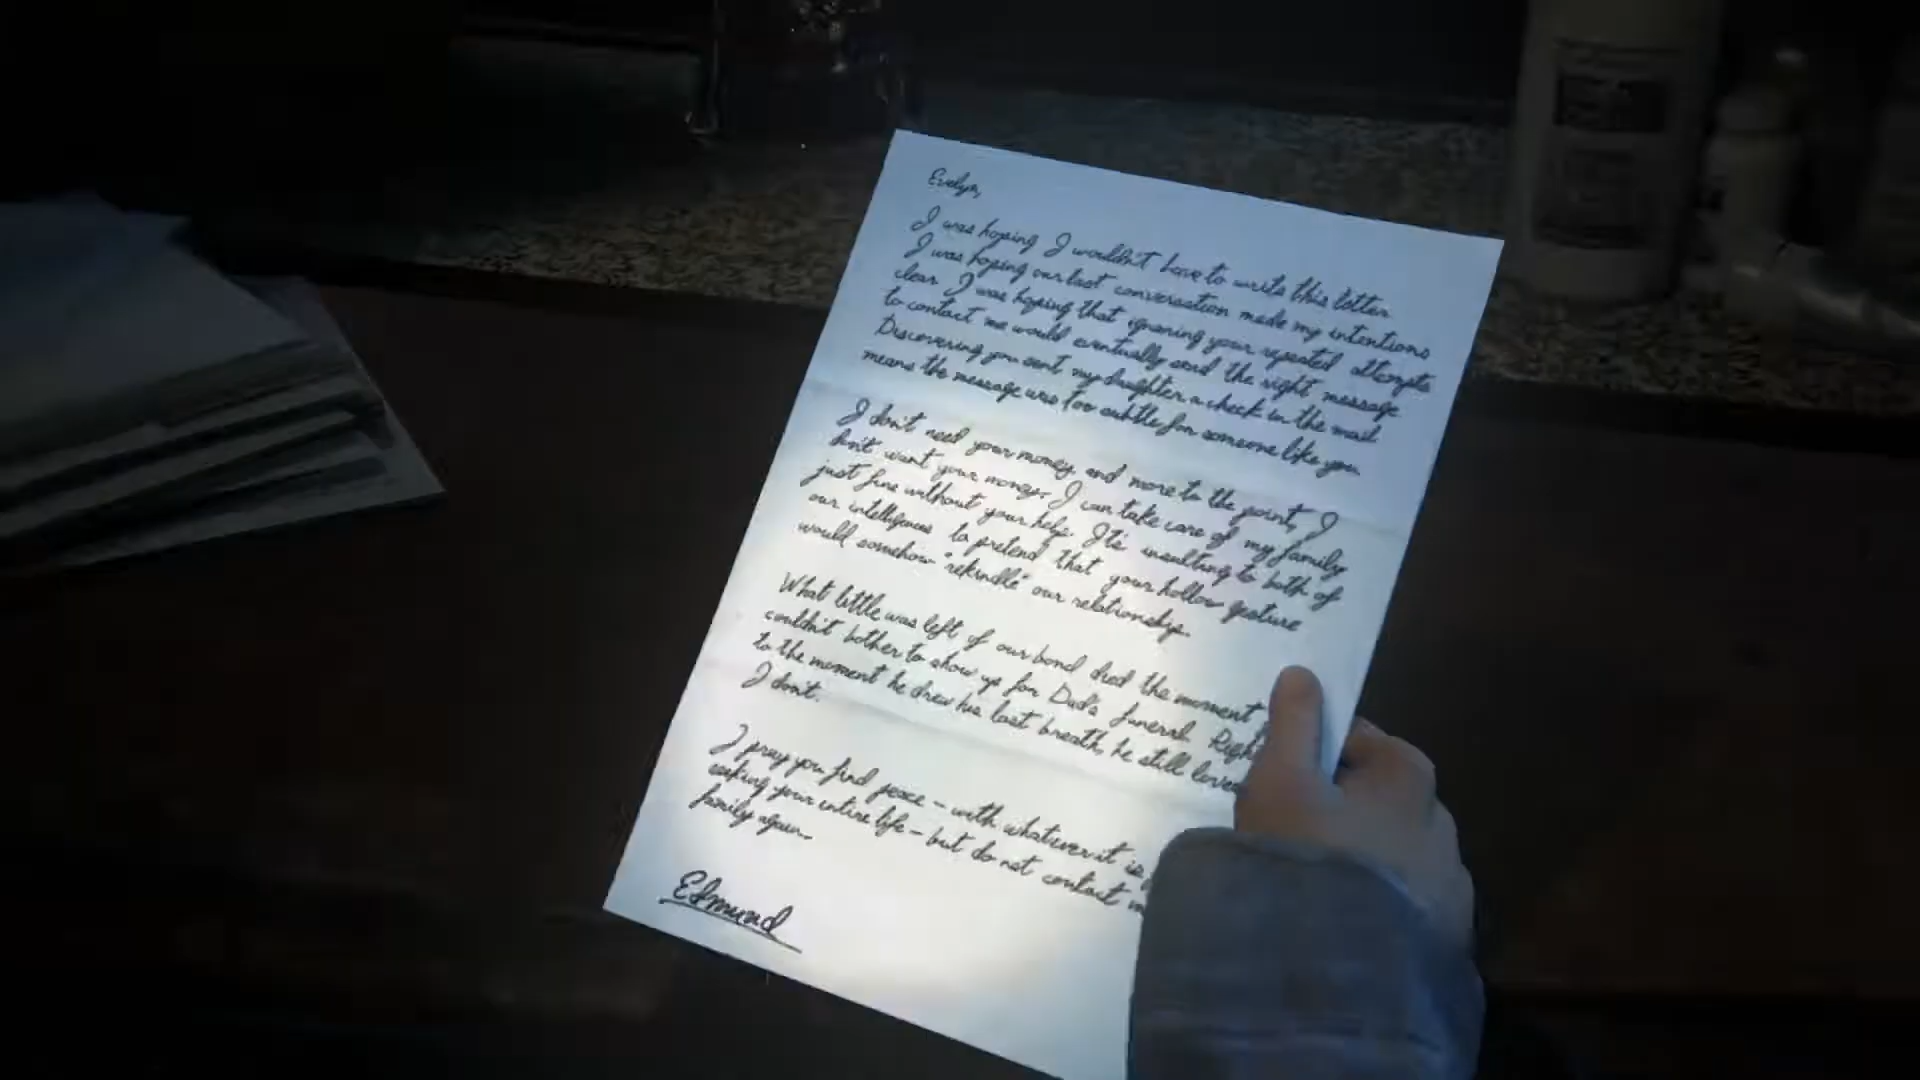 Evelyn,
I was hoping I wouldn't have to write this letter.
I was hoping our last conversation made my intentions
clear. I was hoping that ignoring your repeated attempts
to contact me would eventually send the right message
Discovering you sent my daughter a check in the mail
means the message was too subtle for someone like you.
I don't need your money, and more to the point, I
don't want your money. I can take care of my family
just fine without your help. It's insulting to both of
our intelligences to pretend that your hollow gesture
would somehow "rekindle" our relationship.
What little was left of our bond died the moment
couldn't bother to show up for Dad's funeral. Righ
to the moment he drew his last breath, he still love
I don't.
I pray you find peace - with whatever it is
seeking your entire life - but do not contact m
family again.
Edmund